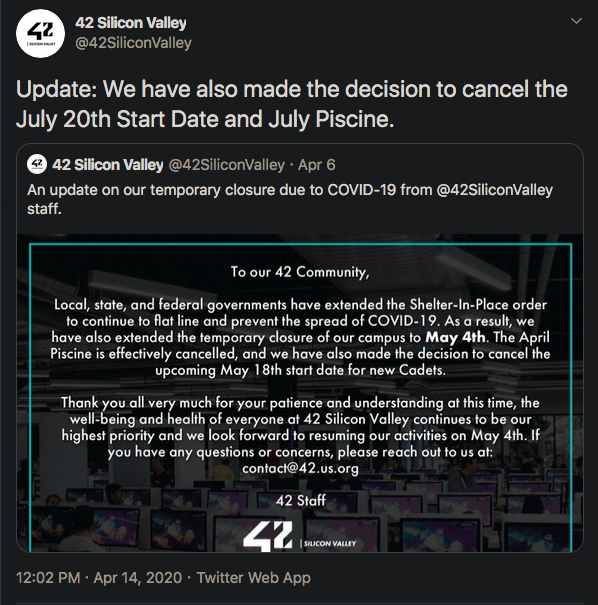 42 Silicon Valley
@42SiliconValley
Update: We have also made the decision to cancel the
July 20th Start Date and July Piscine.
42 Silicon Valley @42SiliconValley · Apr 6
An update on our temporary closure due to COVID-19 from @42SiliconValley
staff.
To our 42 Community,
Local, state, and federal governments have extended the Shelter-In-Place order
to continue to flat line and prevent the spread of COVID-19. As a result, we
have also extended the temporary closure of our campus to May 4th. The April
Piscine is effectively cancelled, and we have also made the decision to cancel the
upcoming May 18th start date for new Cadets.
Thank you all very much for your patience and understanding at this time, the
well-being and health of everyone at 42 Silicon Valley continues to be our
highest priority and we look forward to resuming our activities on May 4th. If
you have any questions or concerns, please reach out to us at:
contact@42.us.org
42 Staff
42 | SILICON VALLEY
12:02 PM · Apr 14, 2020 · Twitter Web App